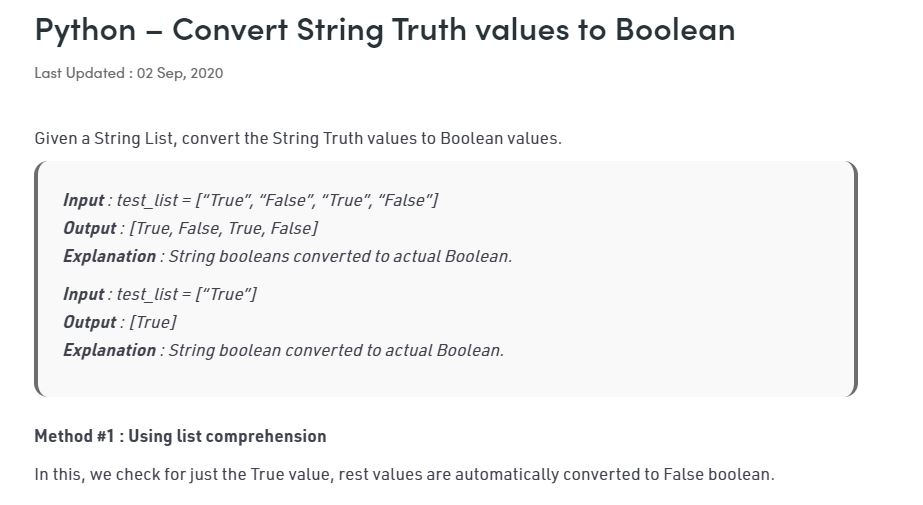 Python – Convert String Truth values to Boolean
Last Updated : 02 Sep, 2020
Given a String List, convert the String Truth values to Boolean values.
Input : test_list = [“True”, “False”, “True”, “False”]
Output : [True, False, True, False]
Explanation : String booleans converted to actual Boolean.
Input : test_list = [“True”]
Output : [True]
Explanation : String boolean converted to actual Boolean.
Method #1 : Using list comprehension
In this, we check for just the True value, rest values are automatically converted to False boolean.